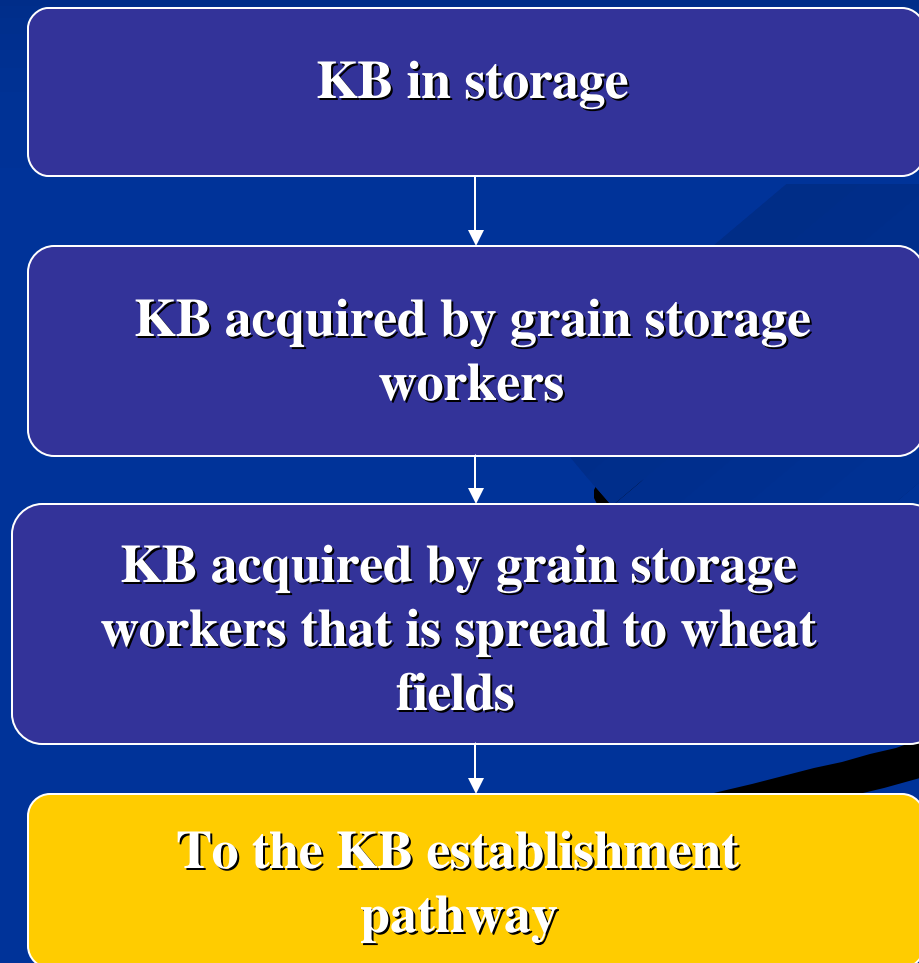 KB in storage
KB acquired by grain storage
workers
KB acquired by grain storage
workers that is spread to wheat
fields
To the KB establishment
pathway